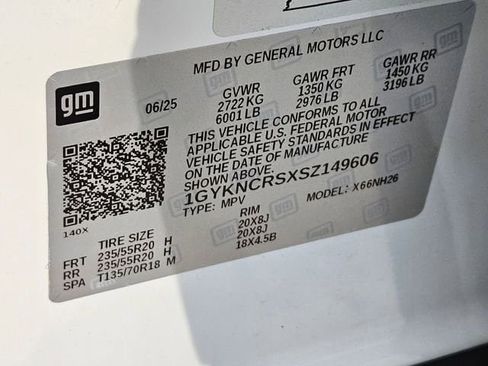 MFD BY GENERAL MOTORS LLC
gm
06/25
GVWR GAWR FRT GAWR RR
2722 KG 1350 KG 1450 KG
6001 LB 2976 LB 3196 LB
THIS VEHICLE CONFORMS TO ALL
APPLICABLE U.S. FEDERAL MOTOR
VEHICLE SAFETY STANDARDS IN EFFECT
ON THE DATE OF MANUFACTURE
1GYKNCRSXSZ149606
TYPE: MPV MODEL: X66NH26
140X
TIRE SIZE RIM
FRT 235/55R20 H 20X8J
RR 235/55R20 H 20X8J
SPA T135/70R18 M 18X4.5B